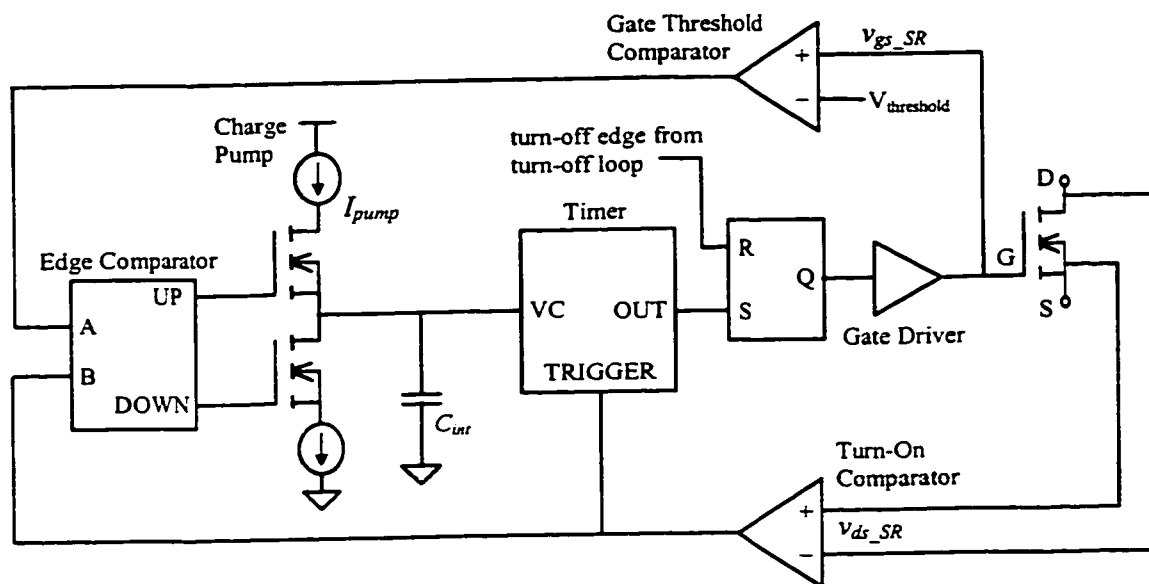 Gate Threshold
Comparator
v_gs_SR
+
−
V_threshold
Charge
Pump
I_pump
turn-off edge from
turn-off loop
Timer
D
R
Q
G
S
Edge Comparator
UP
A
B
DOWN
VC
OUT
S
TRIGGER
Gate Driver
C_int
Turn-On
Comparator
+
v_ds_SR
−